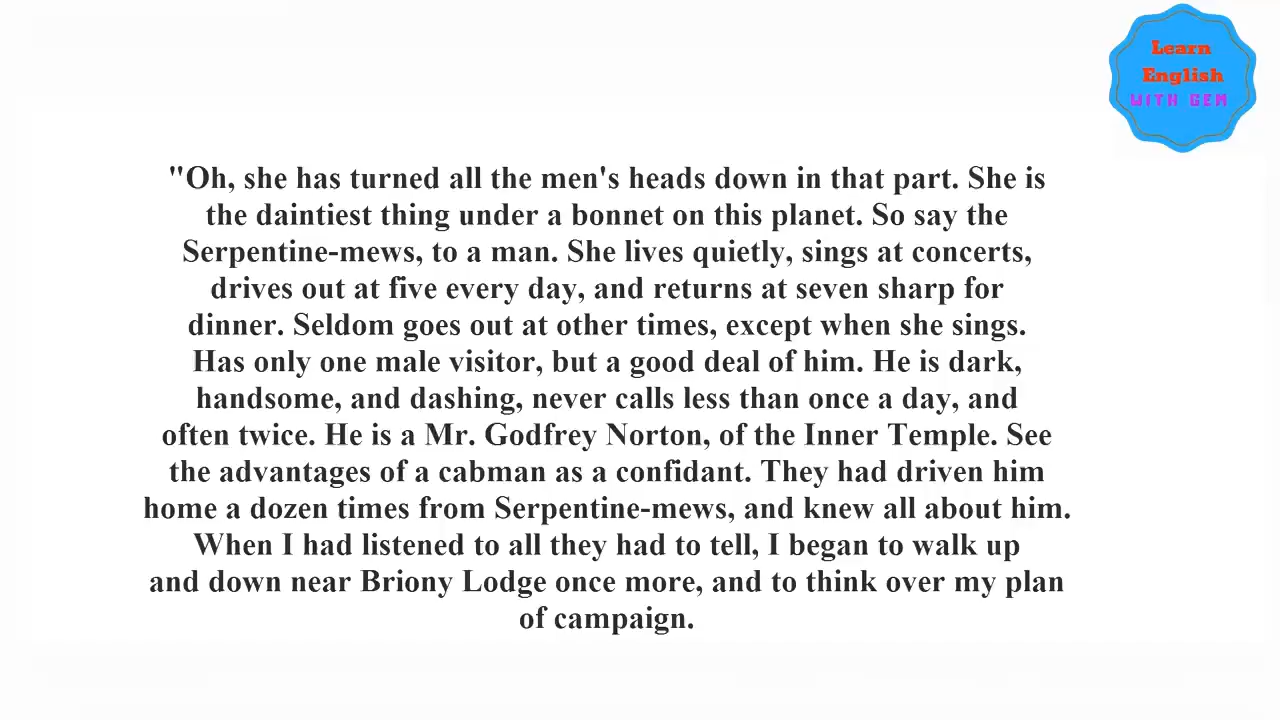 Learn
English
WITH GEM
"Oh, she has turned all the men's heads down in that part. She is
the daintiest thing under a bonnet on this planet. So say the
Serpentine-mews, to a man. She lives quietly, sings at concerts,
drives out at five every day, and returns at seven sharp for
dinner. Seldom goes out at other times, except when she sings.
Has only one male visitor, but a good deal of him. He is dark,
handsome, and dashing, never calls less than once a day, and
often twice. He is a Mr. Godfrey Norton, of the Inner Temple. See
the advantages of a cabman as a confidant. They had driven him
home a dozen times from Serpentine-mews, and knew all about him.
When I had listened to all they had to tell, I began to walk up
and down near Briony Lodge once more, and to think over my plan
of campaign.